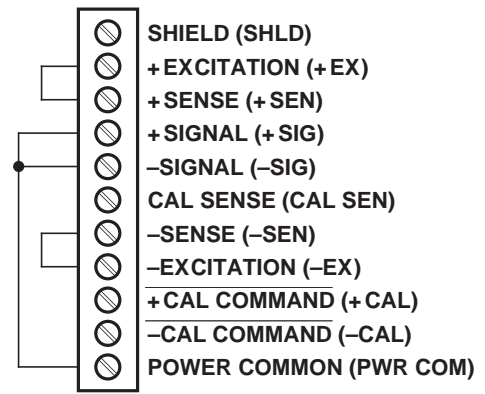 SHIELD (SHLD)
+EXCITATION (+EX)
+SENSE (+SEN)
+SIGNAL (+SIG)
–SIGNAL (–SIG)
CAL SENSE (CAL SEN)
–SENSE (–SEN)
–EXCITATION (–EX)
+CAL COMMAND (+CAL)
–CAL COMMAND (–CAL)
POWER COMMON (PWR COM)